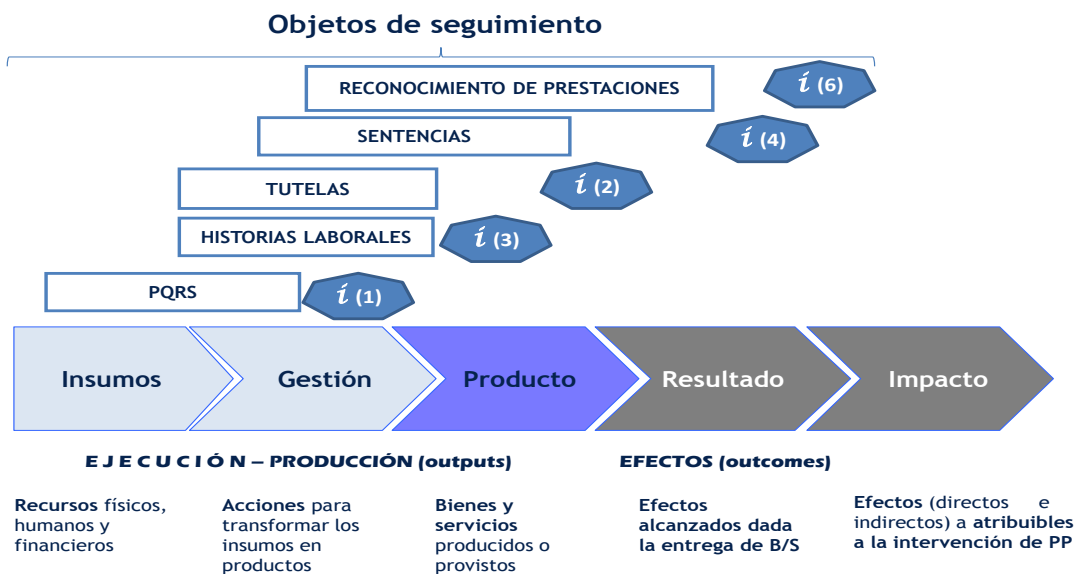 Objetos de seguimiento
RECONOCIMIENTO DE PRESTACIONES
i (6)
SENTENCIAS
i (4)
TUTELAS
i (2)
HISTORIAS LABORALES
i (3)
PQRS
i (1)
Insumos
Gestión
Producto
Resultado
Impacto
EJECUCIÓN – PRODUCCIÓN (outputs)
EFECTOS (outcomes)
Recursos físicos,
humanos y
financieros
Acciones para
transformar los
insumos en
productos
Bienes y
servicios
producidos o
provistos
Efectos
alcanzados dada
la entrega de B/S
Efectos (directos e
indirectos) a atribuibles
a la intervención de PP